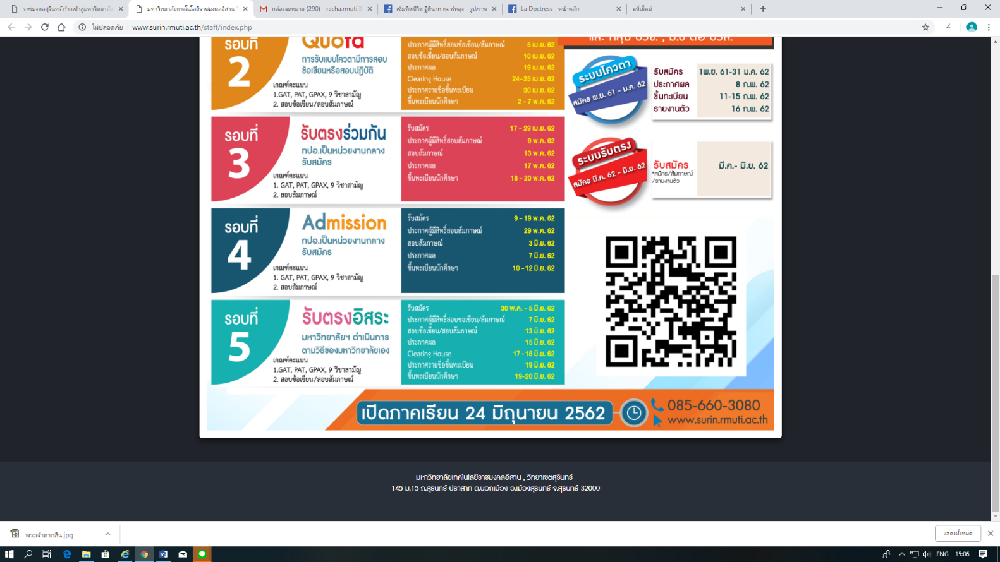 ราชมงคลสุรินทร์ ก้าวเข้าสู่มหาวิทยาลัย
มหาวิทยาลัยเทคโนโลยีราชมงคลอีสาน
กล่องจดหมาย (290) - racha.rmuti.3
เข็มทิศชีวิต ฐิตินาถ ณ พัทลุง - รูปภาพ
La Doctress - หน้าหลัก
แท็บใหม่
ไม่ปลอดภัย
www.surin.rmuti.ac.th/staff/index.php
รอบที่
2
Quota
การรับแบบโควตามีการสอบ
ข้อเขียนหรือสอบปฏิบัติ
เกณฑ์คะแนน
1.GAT, PAT, GPAX, 9 วิชาสามัญ
2. สอบข้อเขียน/สอบสัมภาษณ์
ประกาศผู้มีสิทธิ์สอบข้อเขียน/สัมภาษณ์ 5 เม.ย. 62
สอบข้อเขียน/สอบสัมภาษณ์ 10 เม.ย. 62
ประกาศผล 19 เม.ย. 62
Clearing House 24-25 เม.ย. 62
ประกาศรายชื่อขึ้นทะเบียน 30 เม.ย. 62
ขึ้นทะเบียนนักศึกษา 2 - 7 พ.ค. 62
รอบที่
3
รับตรงร่วมกัน
ทปอ.เป็นหน่วยงานกลาง
รับสมัคร
เกณฑ์คะแนน
1. GAT, PAT, GPAX, 9 วิชาสามัญ
2. สอบสัมภาษณ์
รับสมัคร 17 - 29 เม.ย. 62
ประกาศผู้มีสิทธิ์สอบสัมภาษณ์ 9 พ.ค. 62
สอบสัมภาษณ์ 13 พ.ค. 62
ประกาศผล 17 พ.ค. 62
ขึ้นทะเบียนนักศึกษา 18 - 20 พ.ค. 62
รอบที่
4
Admission
ทปอ.เป็นหน่วยงานกลาง
รับสมัคร
เกณฑ์คะแนน
1. GAT, PAT, GPAX, 9 วิชาสามัญ
2. สอบสัมภาษณ์
รับสมัคร 9 - 19 พ.ค. 62
ประกาศผู้มีสิทธิ์สอบสัมภาษณ์ 29 พ.ค. 62
สอบสัมภาษณ์ 3 มิ.ย. 62
ประกาศผล 7 มิ.ย. 62
ขึ้นทะเบียนนักศึกษา 10 -12 มิ.ย. 62
รอบที่
5
รับตรงอิสระ
มหาวิทยาลัยฯ ดำเนินการ
ตามวิธีของมหาวิทยาลัยเอง
เกณฑ์คะแนน
1.GAT, PAT, GPAX, 9 วิชาสามัญ
2. สอบข้อเขียน/สอบสัมภาษณ์
รับสมัคร 30 พ.ค. - 5 มิ.ย. 62
ประกาศผู้มีสิทธิ์สอบขอเขียน/สัมภาษณ์ 7 มิ.ย. 62
สอบข้อเขียน/สอบสัมภาษณ์ 13 มิ.ย. 62
ประกาศผล 15 มิ.ย. 62
Clearing House 17 -18 มิ.ย. 62
ประกาศรายชื่อขึ้นทะเบียน 19 มิ.ย. 62
ขึ้นทะเบียนนักศึกษา 19-20 มิ.ย. 62
และ กลุ่ม ปวช. , ม.6 ต่อ ปวส.
ระบบโควตา
สมัคร พ.ย. 61 - ม.ค. 62
รับสมัคร 1พ.ย. 61-31 ม.ค. 62
ประกาศผล 8 ก.พ. 62
ขึ้นทะเบียน 11-15 ก.พ. 62
รายงานตัว 16 ก.พ. 62
ระบบรับตรง
สมัคร มี.ค. 62 - มิ.ย. 62
รับสมัคร มี.ค.- มิ.ย. 62
*สมัคร/สัมภาษณ์
/รายงานตัว
เปิดภาคเรียน 24 มิถุนายน 2562
085-660-3080
www.surin.rmuti.ac.th
มหาวิทยาลัยเทคโนโลยีราชมงคลอีสาน , วิทยาเขตสุรินทร์
145 ม.15 ถ.สุรินทร์-ปราสาท ต.นอกเมือง อ.เมืองสุรินทร์ จ.สุรินทร์ 32000
พระเจ้าตากสิน.jpg
แสดงทั้งหมด
ENG 15:06